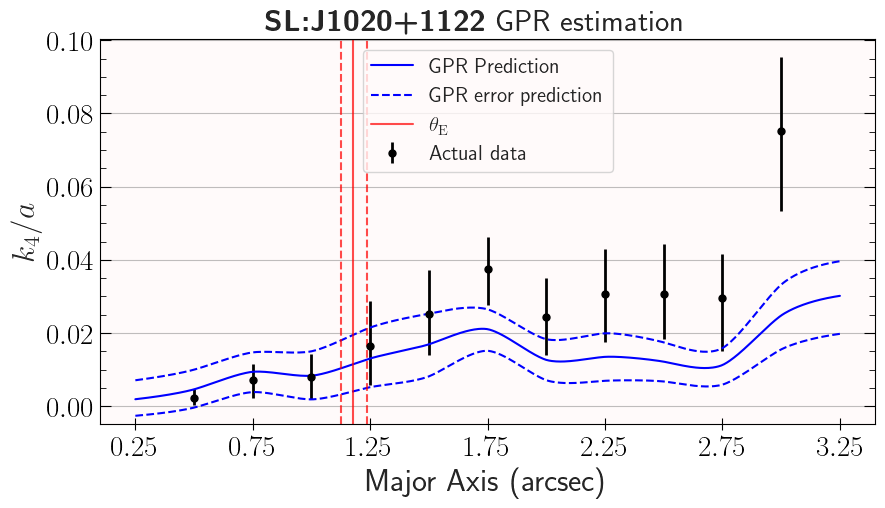 SL:J1020+1122 GPR estimation
GPR Prediction
GPR error prediction
θ_E
Actual data
k₄/a
0.10
0.08
0.06
0.04
0.02
0.00
0.25 0.75 1.25 1.75 2.25 2.75 3.25
Major Axis (arcsec)